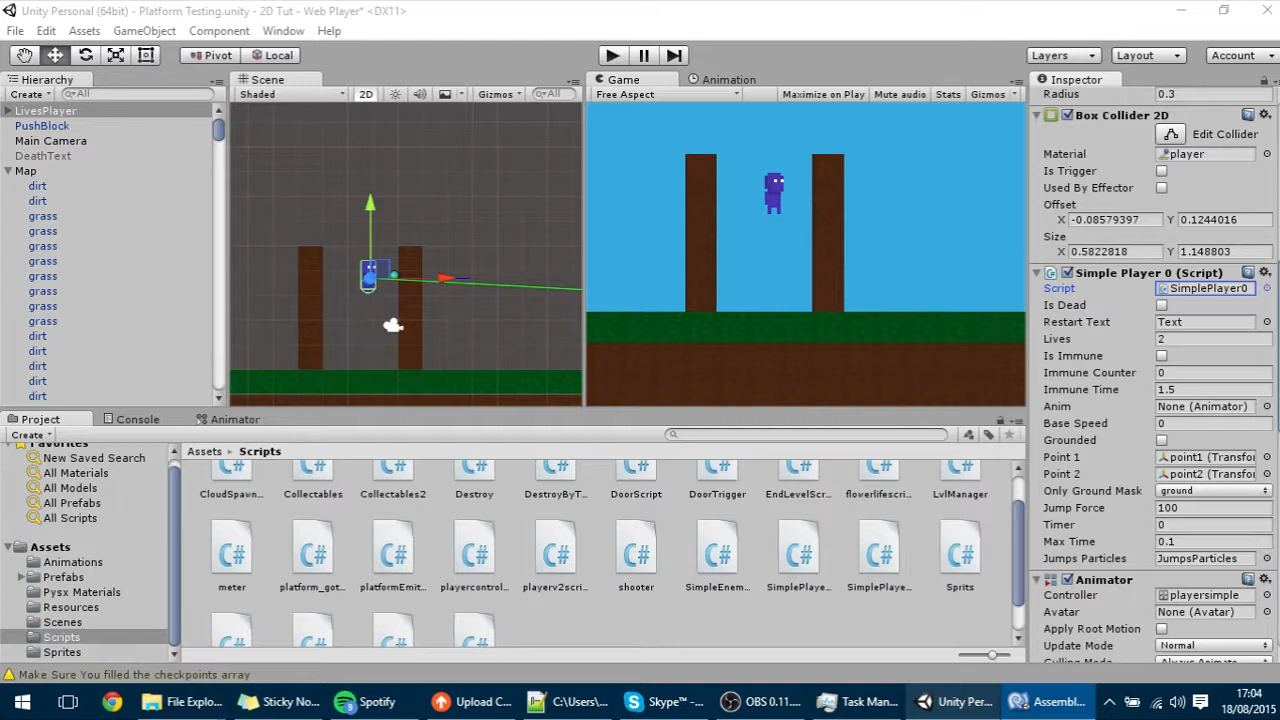 Unity Personal (64bit) - Platform Testing.unity - 2D Tut - Web Player* <DX11>
File Edit Assets GameObject Component Window Help
Pivot Local Layers Layout Account
Hierarchy Scene Game Animation Inspector
Create All Shaded 2D Gizmos All Free Aspect Maximize on Play Mute audio Stats Gizmos Radius 0.3
LivesPlayer
PushBlock
Main Camera
DeathText
Map
dirt
dirt
grass
grass
grass
grass
grass
grass
grass
grass
dirt
dirt
dirt
dirt
dirt
Box Collider 2D
Edit Collider
Material player
Is Trigger
Used By Effector
Offset
X -0.08579397 Y 0.1244016
Size
X 0.5822818 Y 1.148803
Simple Player 0 (Script)
Script SimplePlayer0
Is Dead
Restart Text Text
Lives 2
Is Immune
Immune Counter 0
Immune Time 1.5
Anim None (Animator)
Base Speed 0
Grounded
Point 1 point1 (Transfor
Point 2 point2 (Transfor
Only Ground Mask ground
Jump Force 100
Timer 0
Max Time 0.1
Jumps Particles JumpsParticles
Animator
Controller playersimple
Avatar None (Avatar)
Apply Root Motion
Update Mode Normal
Culling Mode Always Animate
Project Console Animator
Create
Favorites
New Saved Search
All Materials
All Models
All Prefabs
All Scripts
Assets
Animations
Prefabs
Pysx Materials
Resources
Scenes
Scripts
Sprites
Assets Scripts
CloudSpawn... Collectables Collectables2 Destroy DestroyByT... DoorScript DoorTrigger EndLevelScr... flowerlifescri... LvlManager
C# C# C# C# C# C# C# C# C# C#
meter platform_got... platformEmit... playercontrol... playerv2scri... shooter SimpleEnem... SimplePlaye... SimplePlaye... Sprits
Make Sure You filled the checkpoints array
File Explo... Sticky No... Spotify Upload C... C:\Users\... Skype™ -... OBS 0.11.... Task Man... Unity Per... Assembl...
17:04
18/08/2015